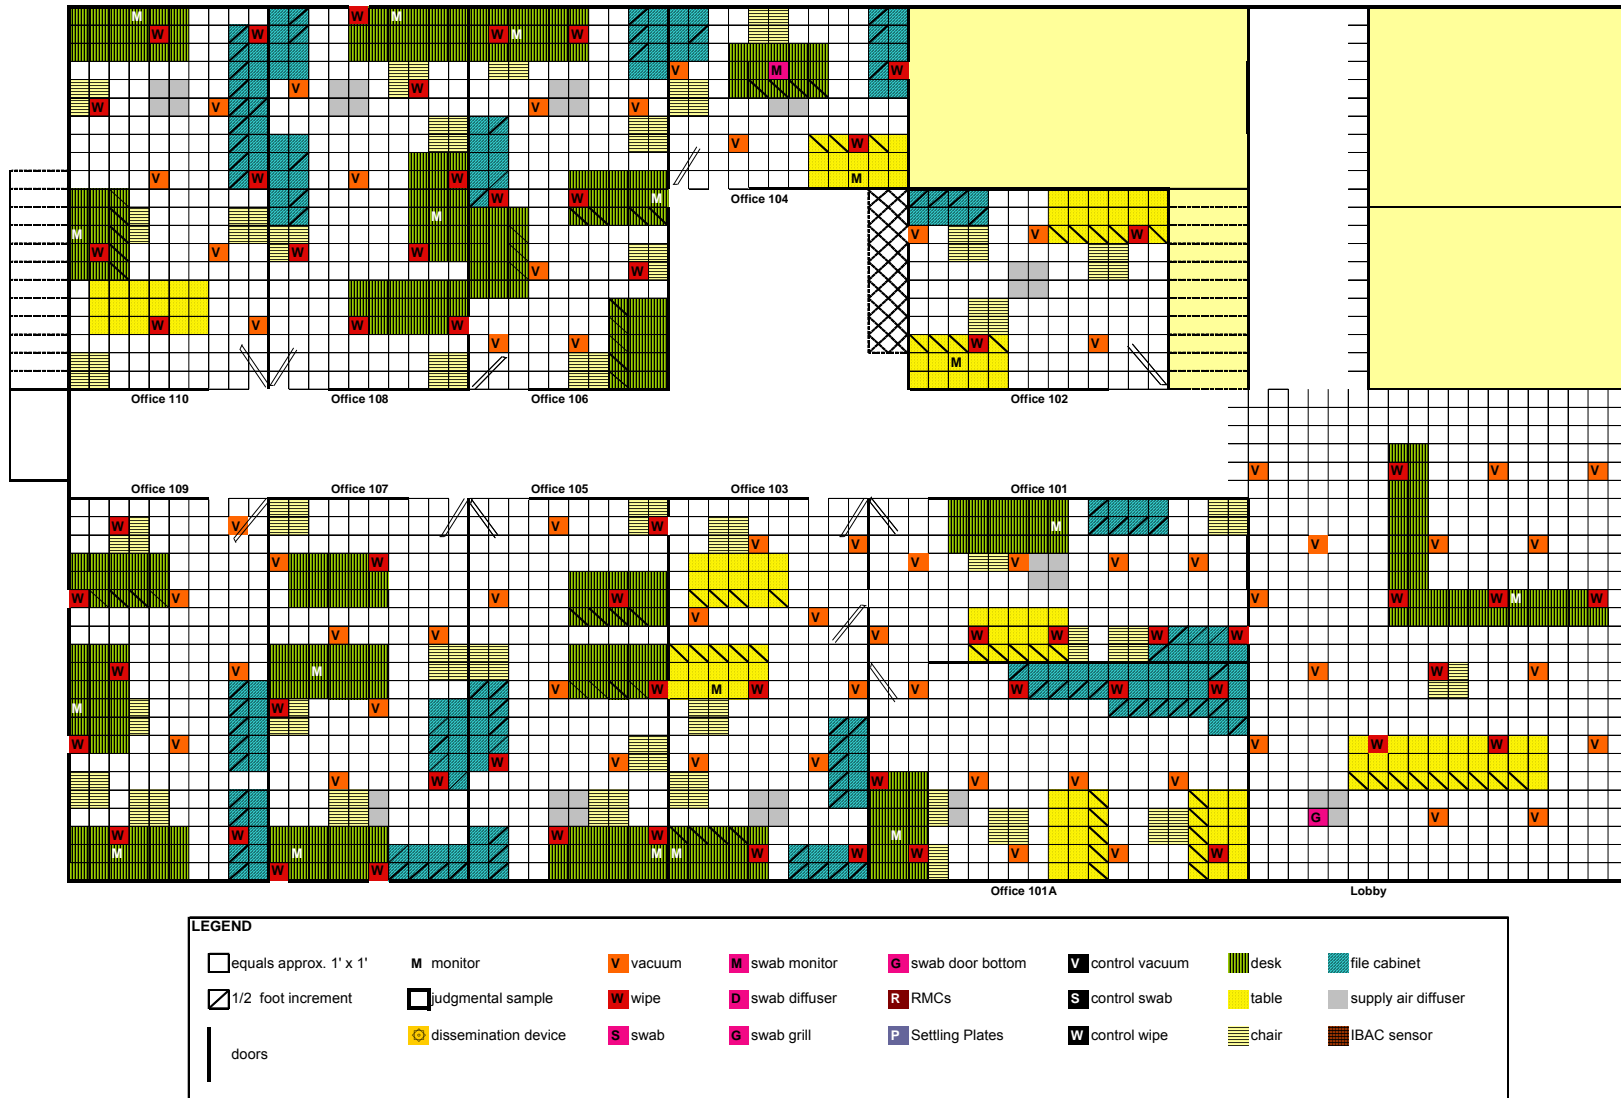 M W M
W W W M W
V M W
V W
W V V V
V W
V W V W M
W W M
Office 104
M
M V V W
W V W W
V W
W V W W
V V W V
M
Office 110 Office 108 Office 106 Office 102
V W V V
Office 109 Office 107 Office 105 Office 103 Office 101
W V V W M
V V V V V
V W V V V V
W V V W V W W M W
V V
V V V W W W W
W V M V W V
V W M W V V W W W
M W V
W V V W W V
W V V V
V W W V V V
G V V
W W W W M
M M M M W W W V V W
W W
Office 101A Lobby
LEGEND
equals approx. 1' x 1' M monitor V vacuum M swab monitor G swab door bottom V control vacuum desk file cabinet
1/2 foot increment judgmental sample W wipe D swab diffuser R RMCs S control swab table supply air diffuser
dissemination device S swab G swab grill P Settling Plates W control wipe chair IBAC sensor
doors